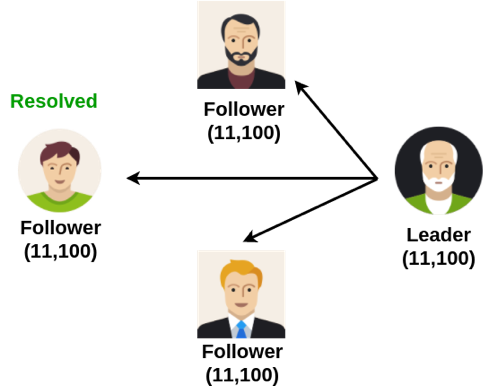 Follower
(11,100)
Resolved
Follower
(11,100)
Leader
(11,100)
Follower
(11,100)